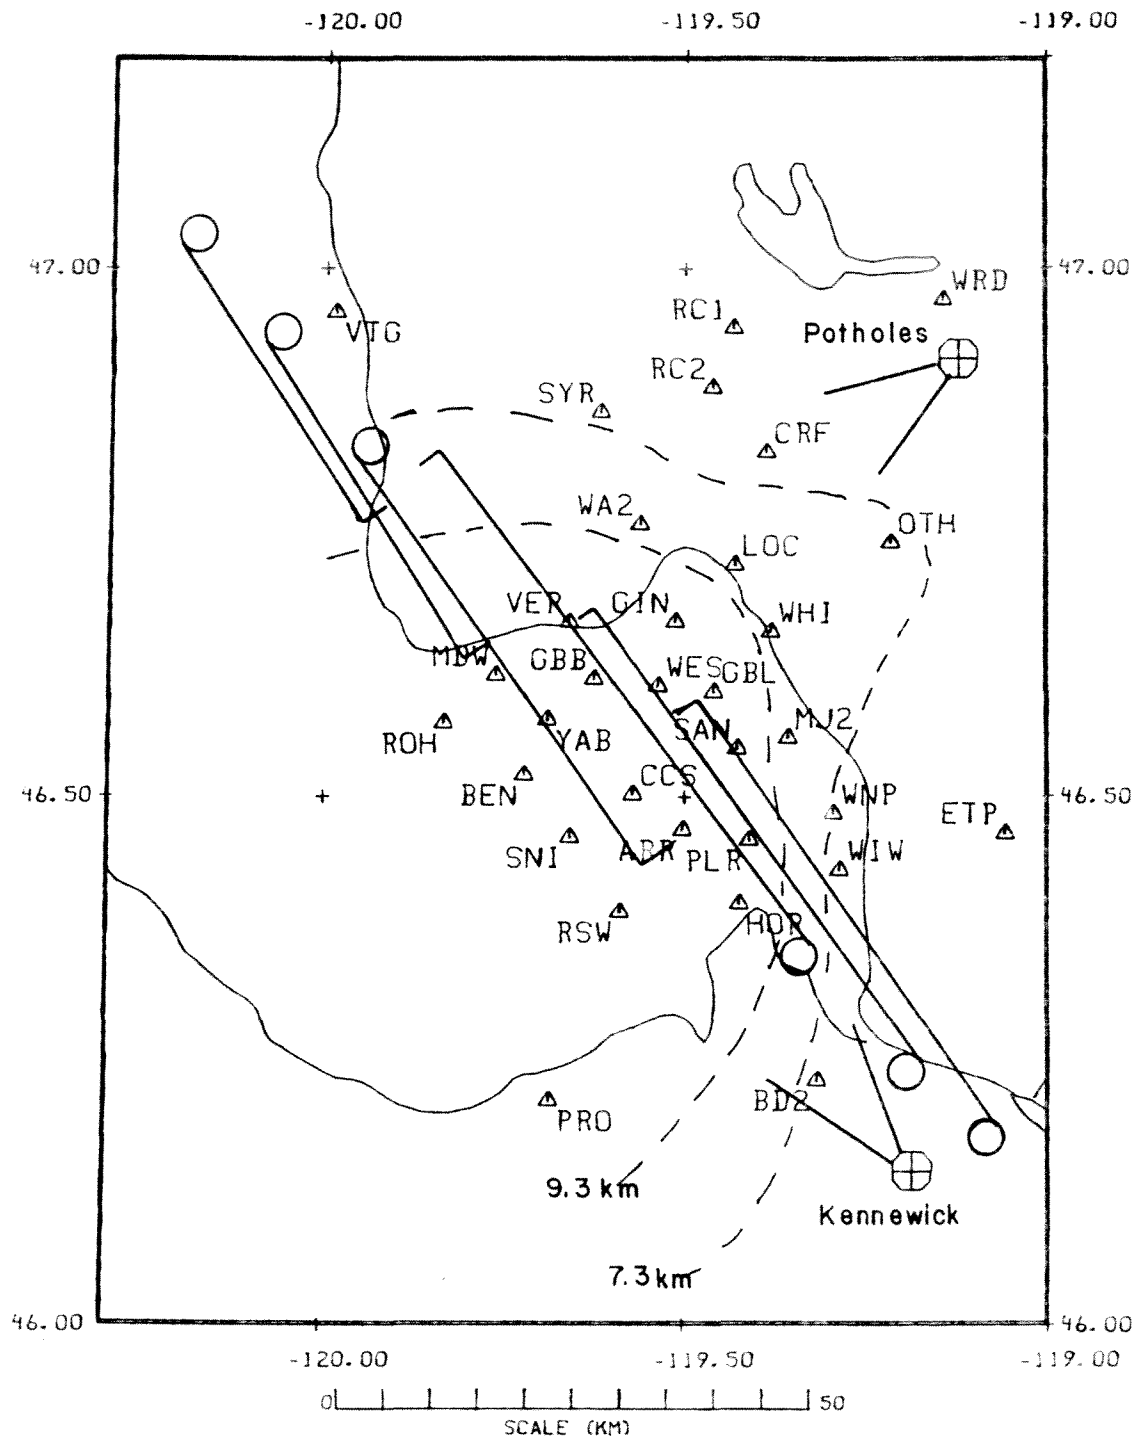 -120.00 -119.50 -119.00
47.00 47.00
WRD
RC1
Potholes
VTG
RC2
SYR
CRF
WA2
OTH
LOC
VER GIN
WHI
MDW GBB WES GBL
SAN MJ2
ROH YAB
CCS
BEN
46.50 46.50
WNP
ETP
SNI ARR PLR WIW
RSW HOP
BD2
PRO
9.3 km
Kennewick
7.3 km
46.00 46.00
-120.00 -119.50 -119.00
0 50
SCALE (KM)